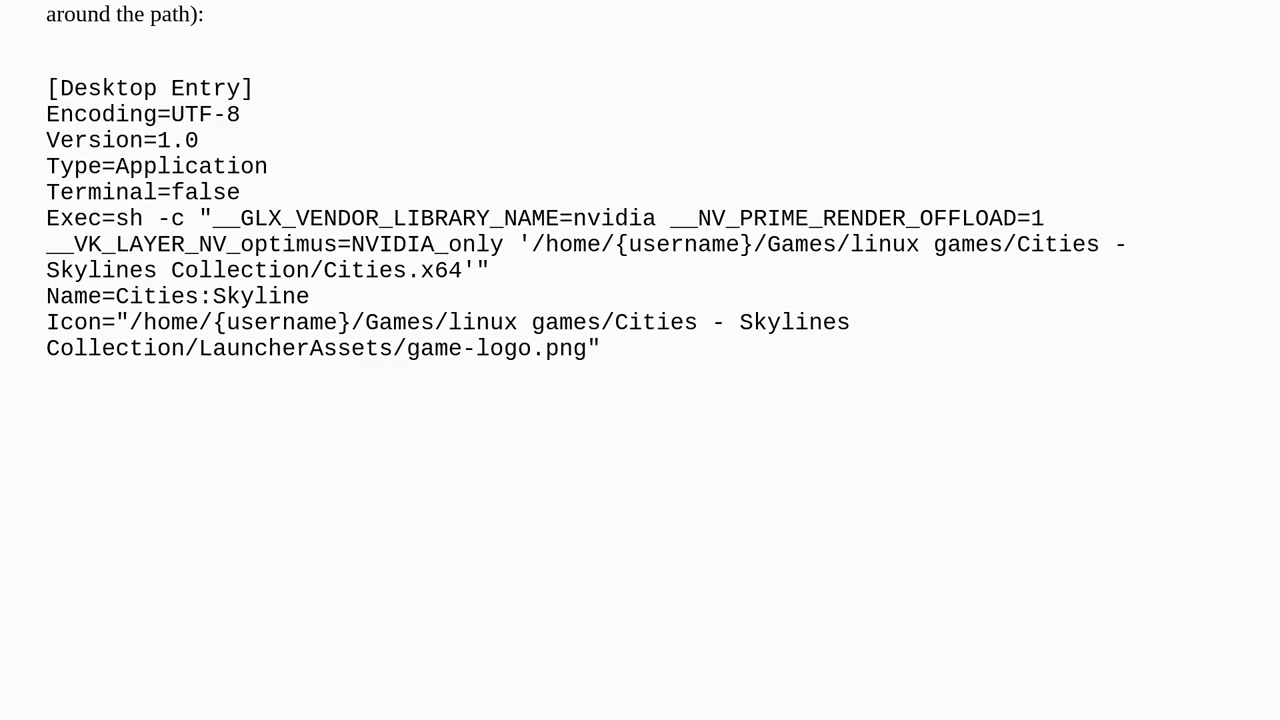 around the path):
[Desktop Entry]
Encoding=UTF-8
Version=1.0
Type=Application
Terminal=false
Exec=sh -c "__GLX_VENDOR_LIBRARY_NAME=nvidia __NV_PRIME_RENDER_OFFLOAD=1
__VK_LAYER_NV_optimus=NVIDIA_only '/home/{username}/Games/linux games/Cities -
Skylines Collection/Cities.x64'"
Name=Cities:Skyline
Icon="/home/{username}/Games/linux games/Cities - Skylines
Collection/LauncherAssets/game-logo.png"